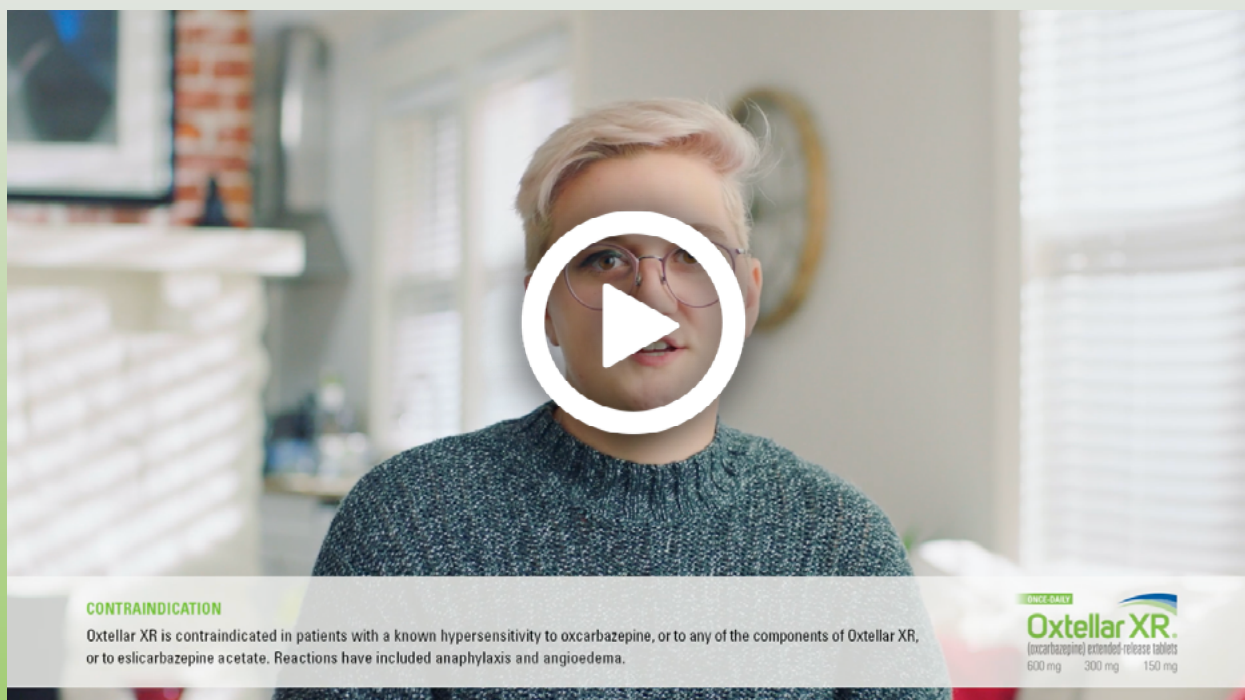 CONTRAINDICATION
Oxtellar XR is contraindicated in patients with a known hypersensitivity to oxcarbazepine, or to any of the components of Oxtellar XR,
or to eslicarbazepine acetate. Reactions have included anaphylaxis and angioedema.
ONCE-DAILY
Oxtellar XR®
(oxcarbazepine) extended-release tablets
600 mg 300 mg 150 mg